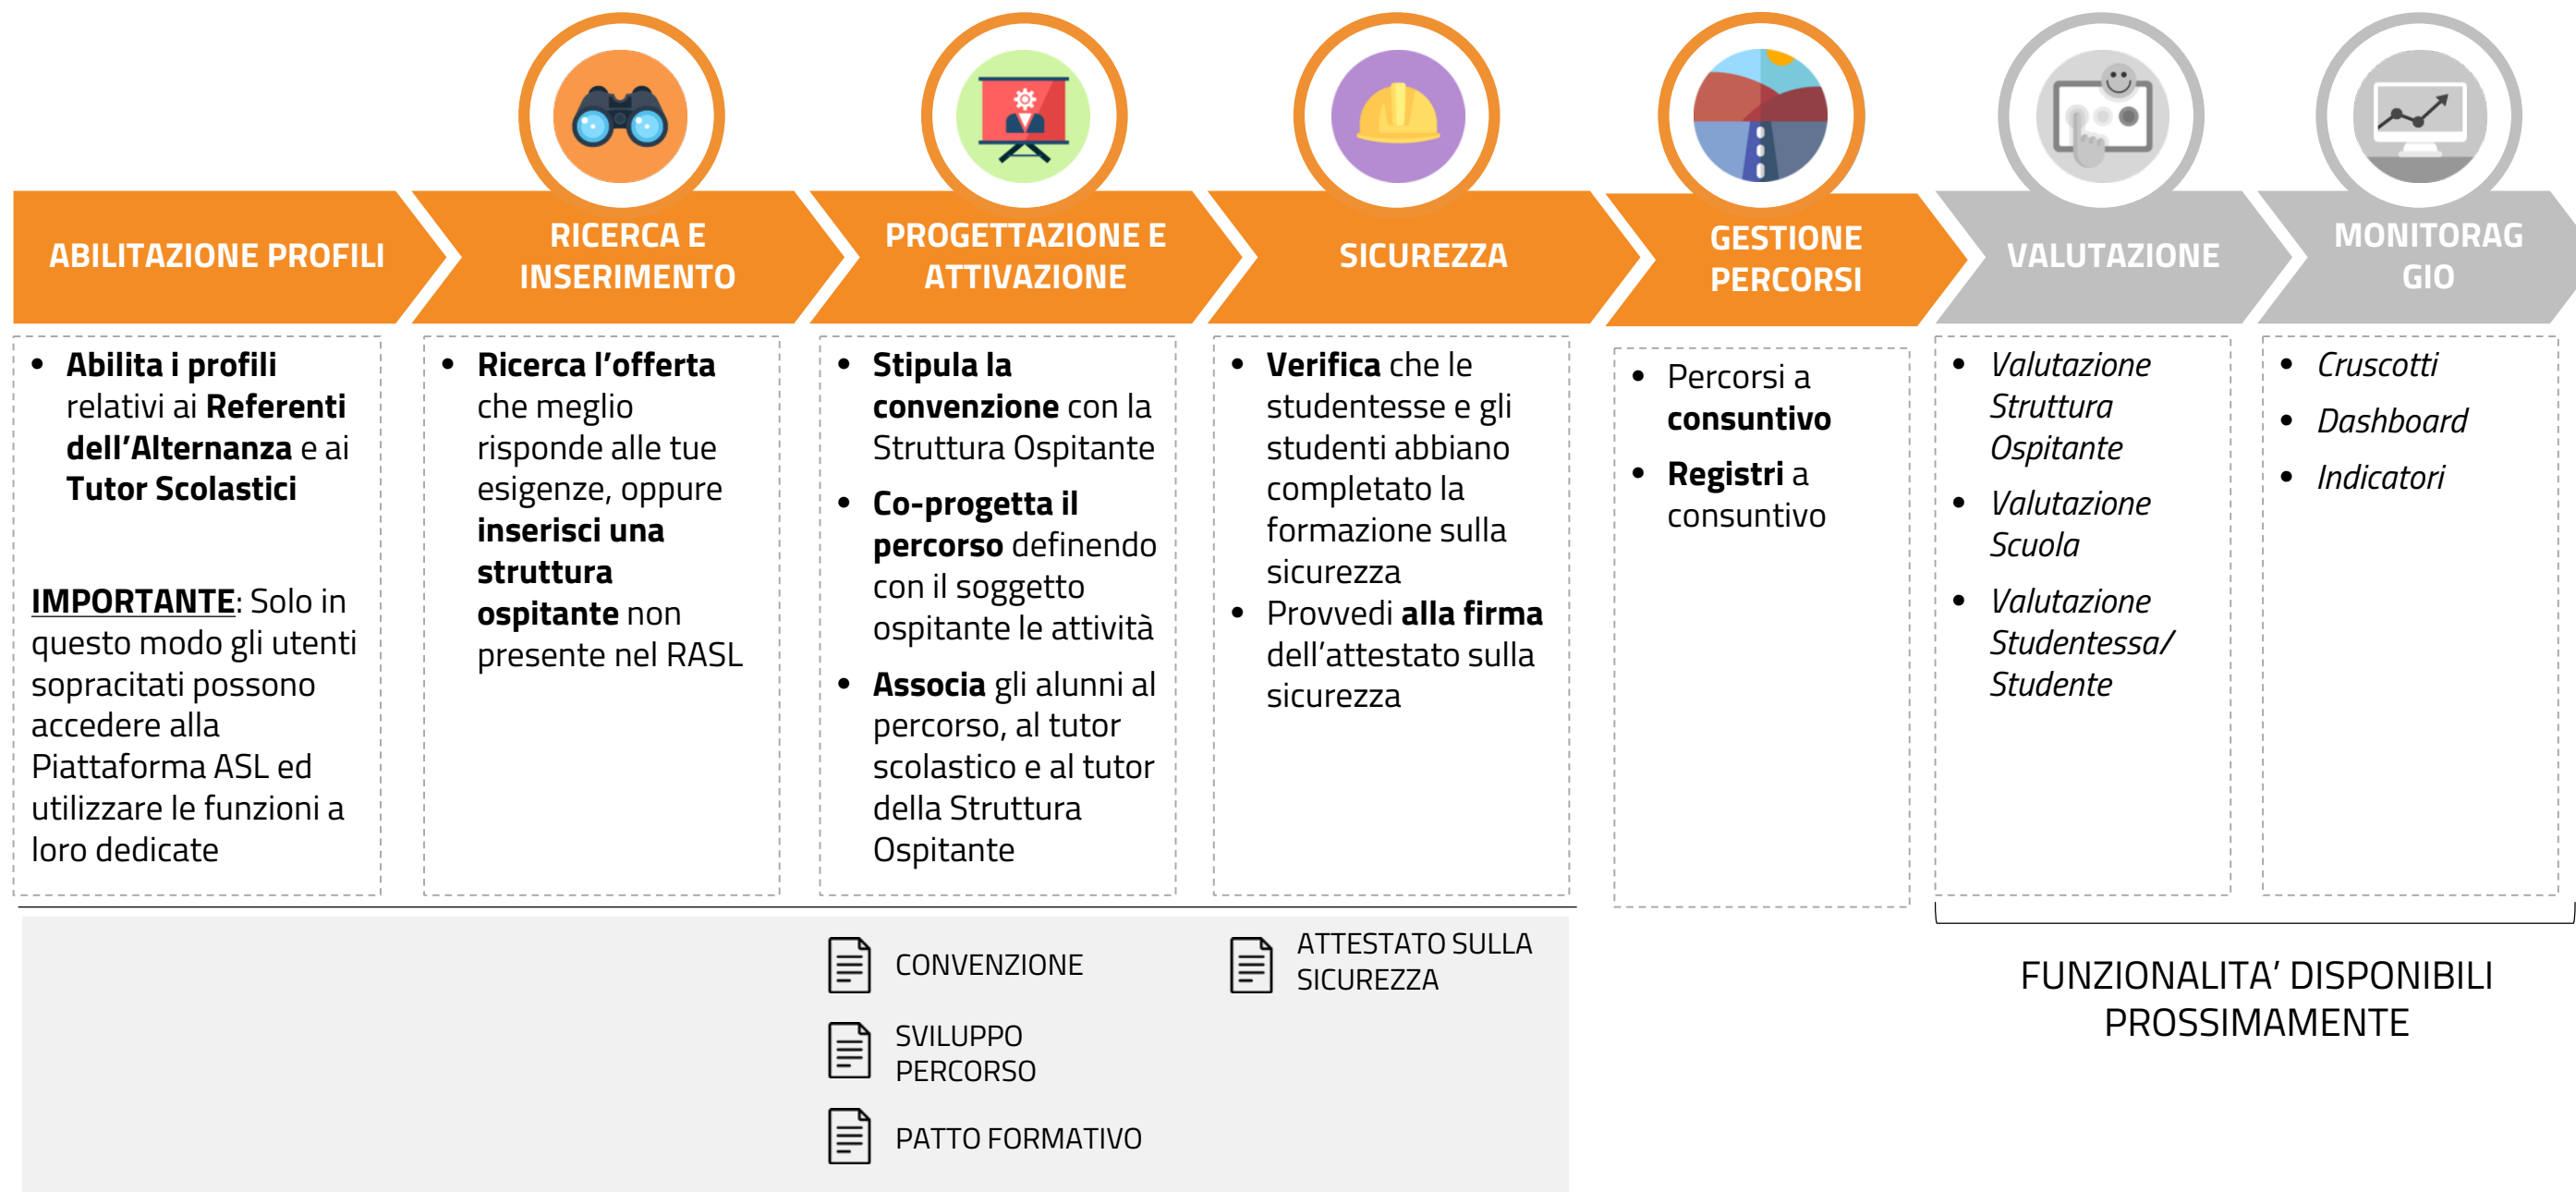 ABILITAZIONE PROFILI
RICERCA E
INSERIMENTO
PROGETTAZIONE E
ATTIVAZIONE
SICUREZZA
GESTIONE
PERCORSI
VALUTAZIONE
MONITORAG
GIO
• Abilita i profili
relativi ai Referenti
dell’Alternanza e ai
Tutor Scolastici
IMPORTANTE: Solo in
questo modo gli utenti
sopracitati possono
accedere alla
Piattaforma ASL ed
utilizzare le funzioni a
loro dedicate
• Ricerca l’offerta
che meglio
risponde alle tue
esigenze, oppure
inserisci una
struttura
ospitante non
presente nel RASL
• Stipula la
convenzione con la
Struttura Ospitante
• Co-progetta il
percorso definendo
con il soggetto
ospitante le attività
• Associa gli alunni al
percorso, al tutor
scolastico e al tutor
della Struttura
Ospitante
• Verifica che le
studentesse e gli
studenti abbiano
completato la
formazione sulla
sicurezza
• Provvedi alla firma
dell’attestato sulla
sicurezza
• Percorsi a
consuntivo
• Registri a
consuntivo
• Valutazione
Struttura
Ospitante
• Valutazione
Scuola
• Valutazione
Studentessa/
Studente
• Cruscotti
• Dashboard
• Indicatori
CONVENZIONE
SVILUPPO
PERCORSO
PATTO FORMATIVO
ATTESTATO SULLA
SICUREZZA
FUNZIONALITA’ DISPONIBILI
PROSSIMAMENTE